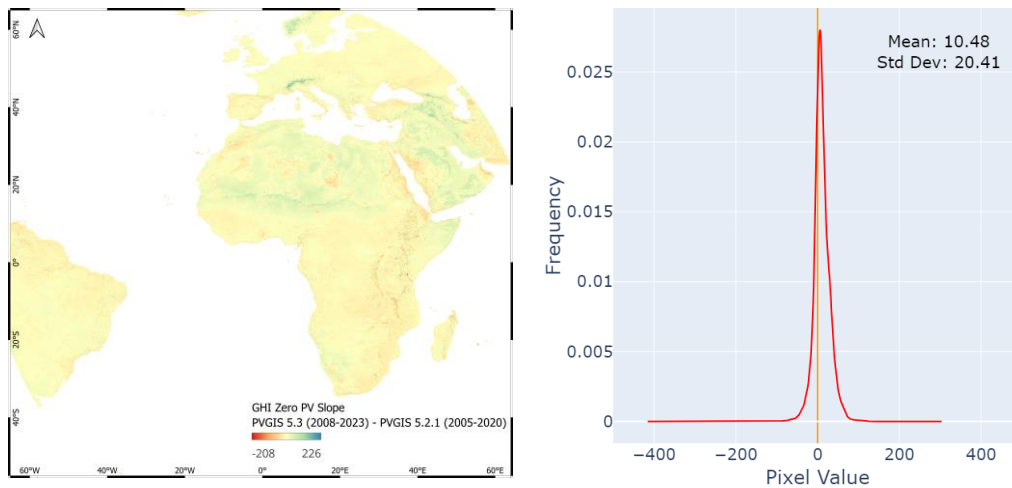 60°N
40°N
20°N
0°
20°S
40°S
GHI Zero PV Slope
PVGIS 5.3 (2008-2023) - PVGIS 5.2.1 (2005-2020)
-208 226
60°W 40°W 20°W 0° 20°E 40°E 60°E
Mean: 10.48
Std Dev: 20.41
0.025
0.02
0.015
0.01
0.005
0
Frequency
−400 −200 0 200 400
Pixel Value